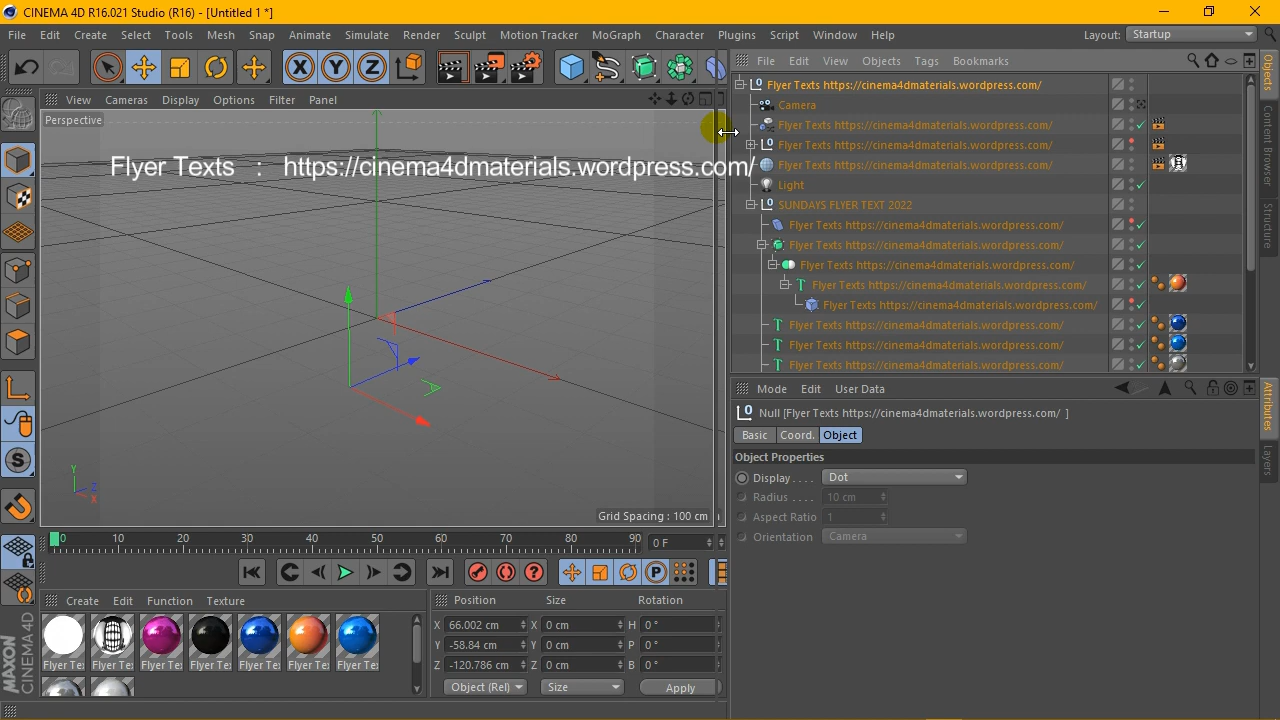 CINEMA 4D R16.021 Studio (R16) - [Untitled 1 *]
File Edit Create Select Tools Mesh Snap Animate Simulate Render Sculpt Motion Tracker MoGraph Character Plugins Script Window Help Layout: Startup
X Y Z
File Edit View Objects Tags Bookmarks
View Cameras Display Options Filter Panel
Perspective
Flyer Texts : https://cinema4dmaterials.wordpress.com/
Flyer Texts https://cinema4dmaterials.wordpress.com/
Camera
Flyer Texts https://cinema4dmaterials.wordpress.com/
Flyer Texts https://cinema4dmaterials.wordpress.com/
Flyer Texts https://cinema4dmaterials.wordpress.com/
Light
SUNDAYS FLYER TEXT 2022
Flyer Texts https://cinema4dmaterials.wordpress.com/
Flyer Texts https://cinema4dmaterials.wordpress.com/
Flyer Texts https://cinema4dmaterials.wordpress.com/
Flyer Texts https://cinema4dmaterials.wordpress.com/
Flyer Texts https://cinema4dmaterials.wordpress.com/
Flyer Texts https://cinema4dmaterials.wordpress.com/
Flyer Texts https://cinema4dmaterials.wordpress.com/
Flyer Texts https://cinema4dmaterials.wordpress.com/
Objects
Content Browser
Structure
Y
Z
X
Grid Spacing : 100 cm
Mode Edit User Data
Null [Flyer Texts https://cinema4dmaterials.wordpress.com/ ]
Basic Coord. Object
Object Properties
Display . . . . Dot
Radius . . . . 10 cm
Aspect Ratio 1
Orientation Camera
Attributes
Layers
0 10 20 30 40 50 60 70 80 90 0 F
P
Create Edit Function Texture
Flyer Te: Flyer Te: Flyer Te: Flyer Te: Flyer Te: Flyer Te: Flyer Te:
Position Size Rotation
X 66.002 cm X 0 cm H 0 °
Y -58.84 cm Y 0 cm P 0 °
Z -120.786 cm Z 0 cm B 0 °
Object (Rel) Size Apply
MAXON
CINEMA 4D